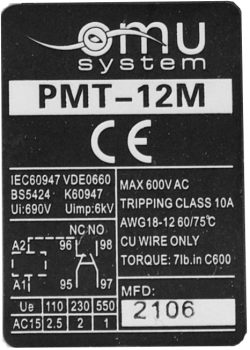 emu
system
PMT-12M
CE
IEC60947 VDE0660
BS5424 K60947
Ui:690V Uimp:6kV
NC NO
A2 96 98
A1 95 97
Ue 110 230 550
AC15 2.5 2 1
MAX 600V AC
TRIPPING CLASS 10A
AWG18-12 60/75℃
CU WIRE ONLY
TORQUE: 7lb.in C600
MFD:
2106